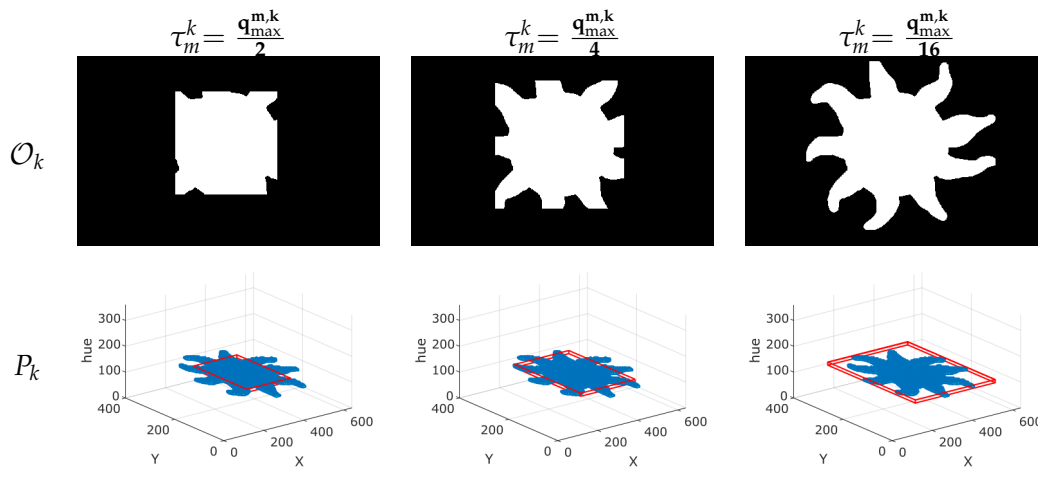 τ_m^k = q_max^{m,k} / 2    τ_m^k = q_max^{m,k} / 4    τ_m^k = q_max^{m,k} / 16
𝒪_k
P_k
hue 300 200 100 0 400 200 0 Y 0 200 400 600 X
hue 300 200 100 0 400 200 0 Y 0 200 400 600 X
hue 300 200 100 0 400 200 0 Y 0 200 400 600 X